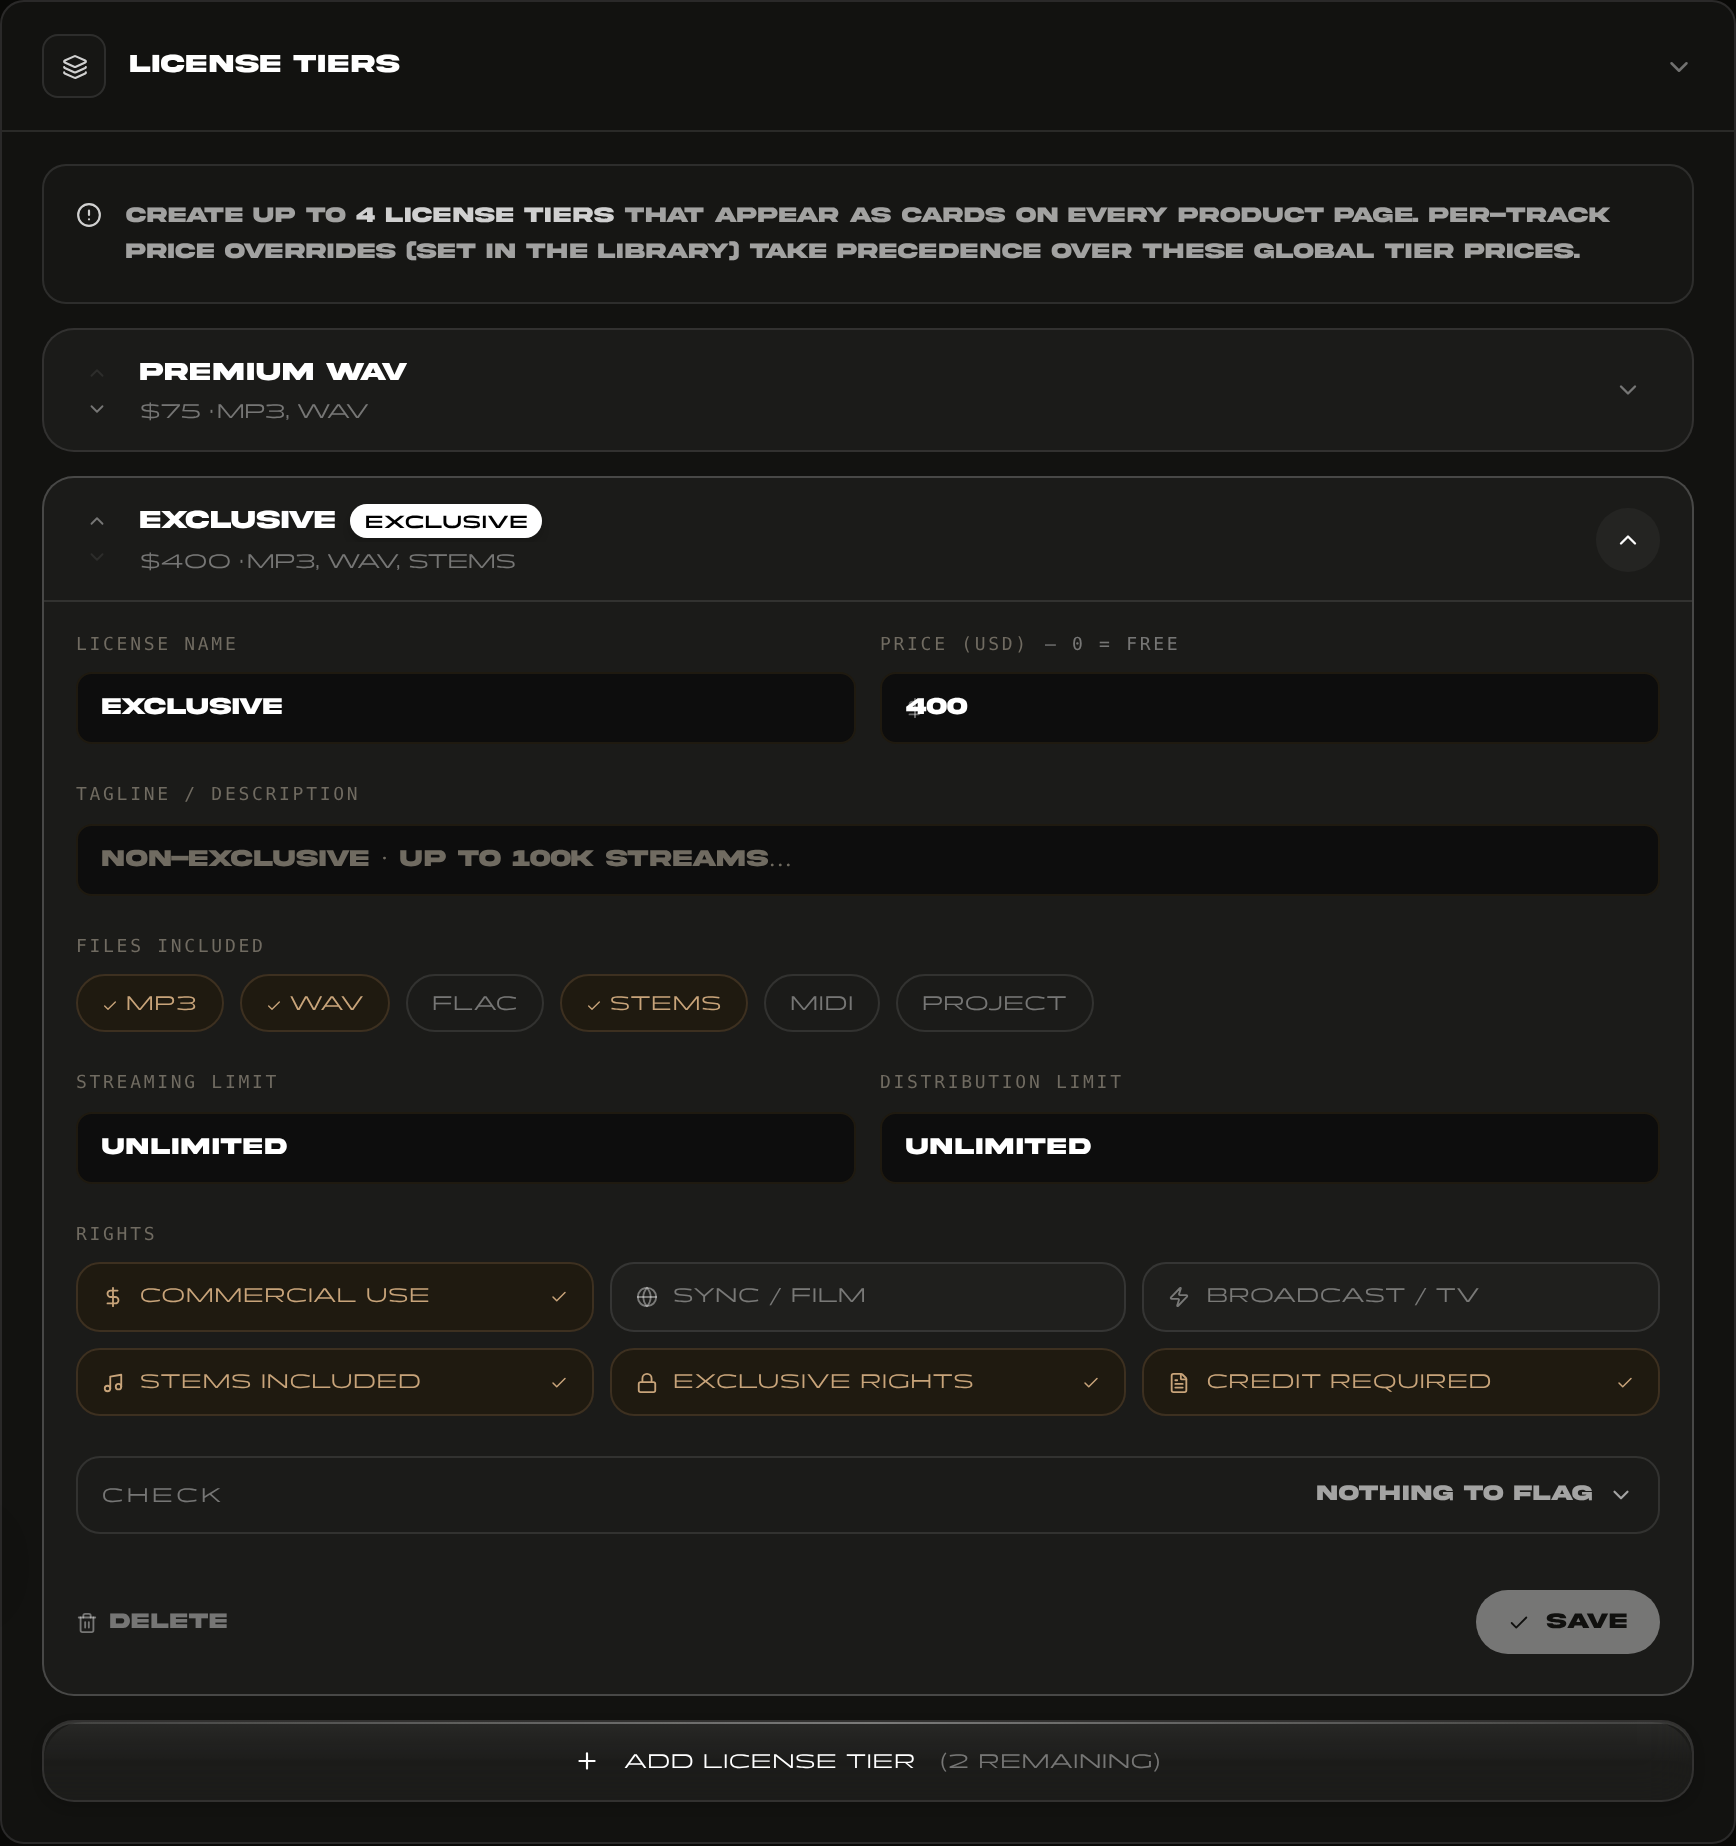 LICENSE TIERS
CREATE UP TO 4 LICENSE TIERS THAT APPEAR AS CARDS ON EVERY PRODUCT PAGE. PER-TRACK
PRICE OVERRIDES (SET IN THE LIBRARY) TAKE PRECEDENCE OVER THESE GLOBAL TIER PRICES.
PREMIUM WAV
$75 · MP3, WAV
EXCLUSIVE EXCLUSIVE
$400 · MP3, WAV, STEMS
LICENSE NAME
PRICE (USD) — 0 = FREE
EXCLUSIVE
$400
TAGLINE / DESCRIPTION
NON-EXCLUSIVE · UP TO 100K STREAMS...
FILES INCLUDED
✓ MP3 ✓ WAV FLAC ✓ STEMS MIDI PROJECT
STREAMING LIMIT
DISTRIBUTION LIMIT
UNLIMITED
UNLIMITED
RIGHTS
$ COMMERCIAL USE ✓
SYNC / FILM
BROADCAST / TV
STEMS INCLUDED ✓
EXCLUSIVE RIGHTS ✓
CREDIT REQUIRED ✓
CHECK
NOTHING TO FLAG
DELETE
✓ SAVE
+ ADD LICENSE TIER (2 REMAINING)